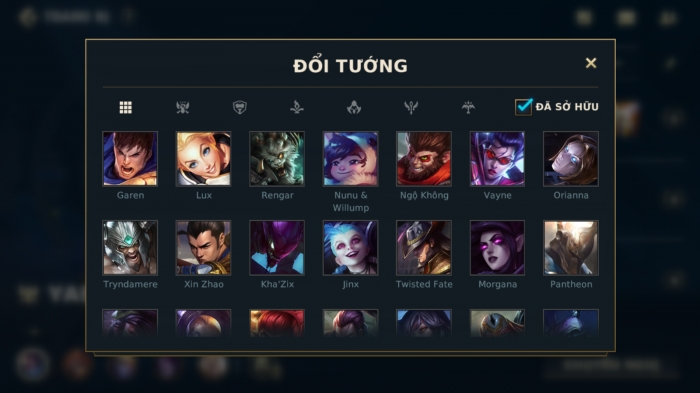 ĐỔI TƯỚNG
ĐÃ SỞ HỮU
Garen
Lux
Rengar
Nunu &
Willump
Ngộ Không
Vayne
Orianna
Tryndamere
Xin Zhao
Kha'Zix
Jinx
Twisted Fate
Morgana
Pantheon